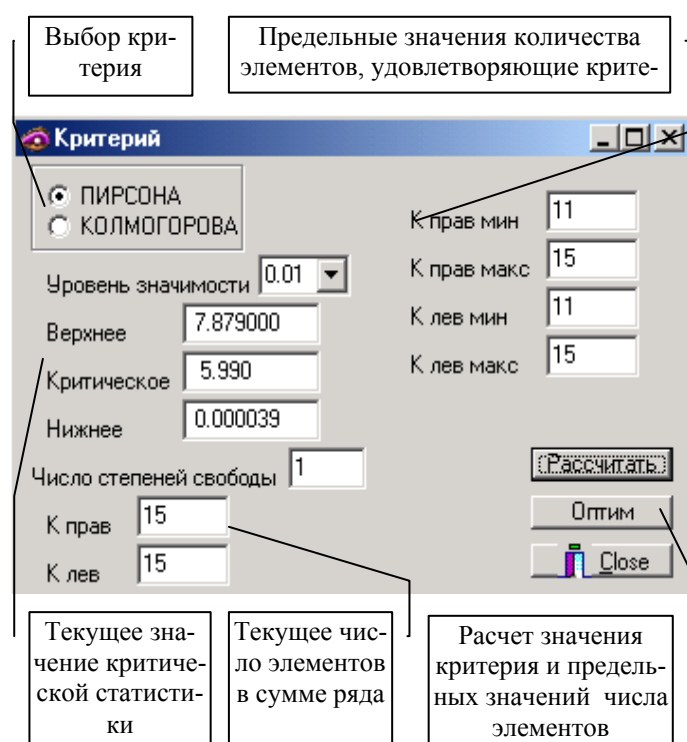 Выбор кри-
терия
Предельные значения количества
элементов, удовлетворяющие крите-
Критерий
ПИРСОНА
КОЛМОГОРОВА
Уровень значимости 0.01
Верхнее 7.879000
Критическое 5.990
Нижнее 0.000039
Число степеней свободы 1
К прав 15
К лев 15
К прав мин 11
К прав макс 15
К лев мин 11
К лев макс 15
Рассчитать
Оптим
Close
Текущее зна-
чение критиче-
ской статисти-
ки
Текущее чис-
ло элементов
в сумме ряда
Расчет значения
критерия и предель-
ных значений числа
элементов